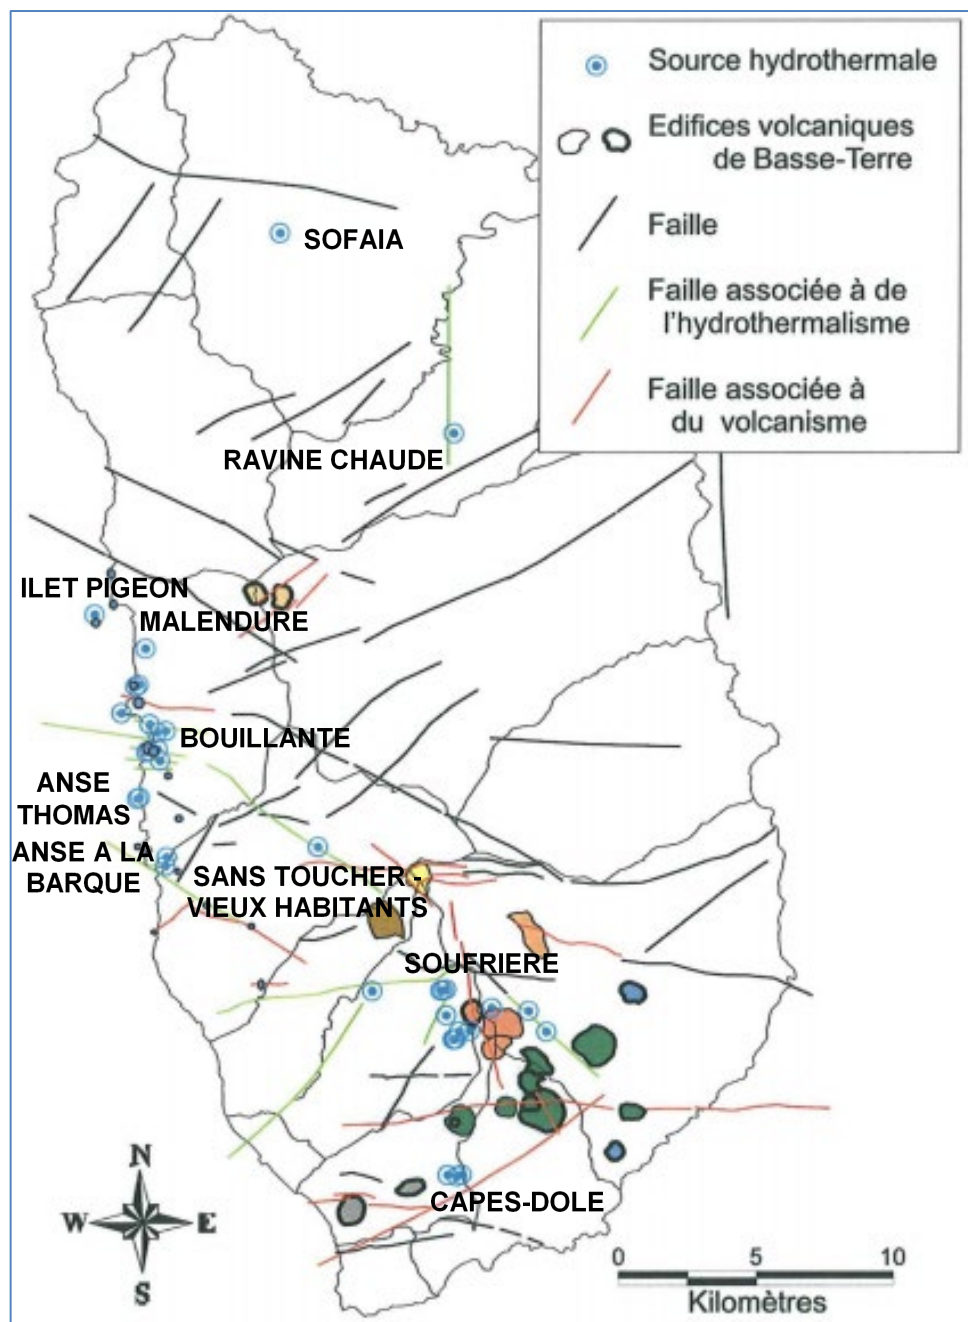 Source hydrothermale
Edifices volcaniques
de Basse-Terre
Faille
Faille associée à de
l'hydrothermalisme
Faille associée à
du volcanisme
SOFAIA
RAVINE CHAUDE
ILET PIGEON
MALENDURE
BOUILLANTE
ANSE
THOMAS
ANSE A LA
BARQUE
SANS TOUCHER -
VIEUX HABITANTS
SOUFRIERE
CAPES-DOLE
N
W E
S
0 5 10
Kilomètres